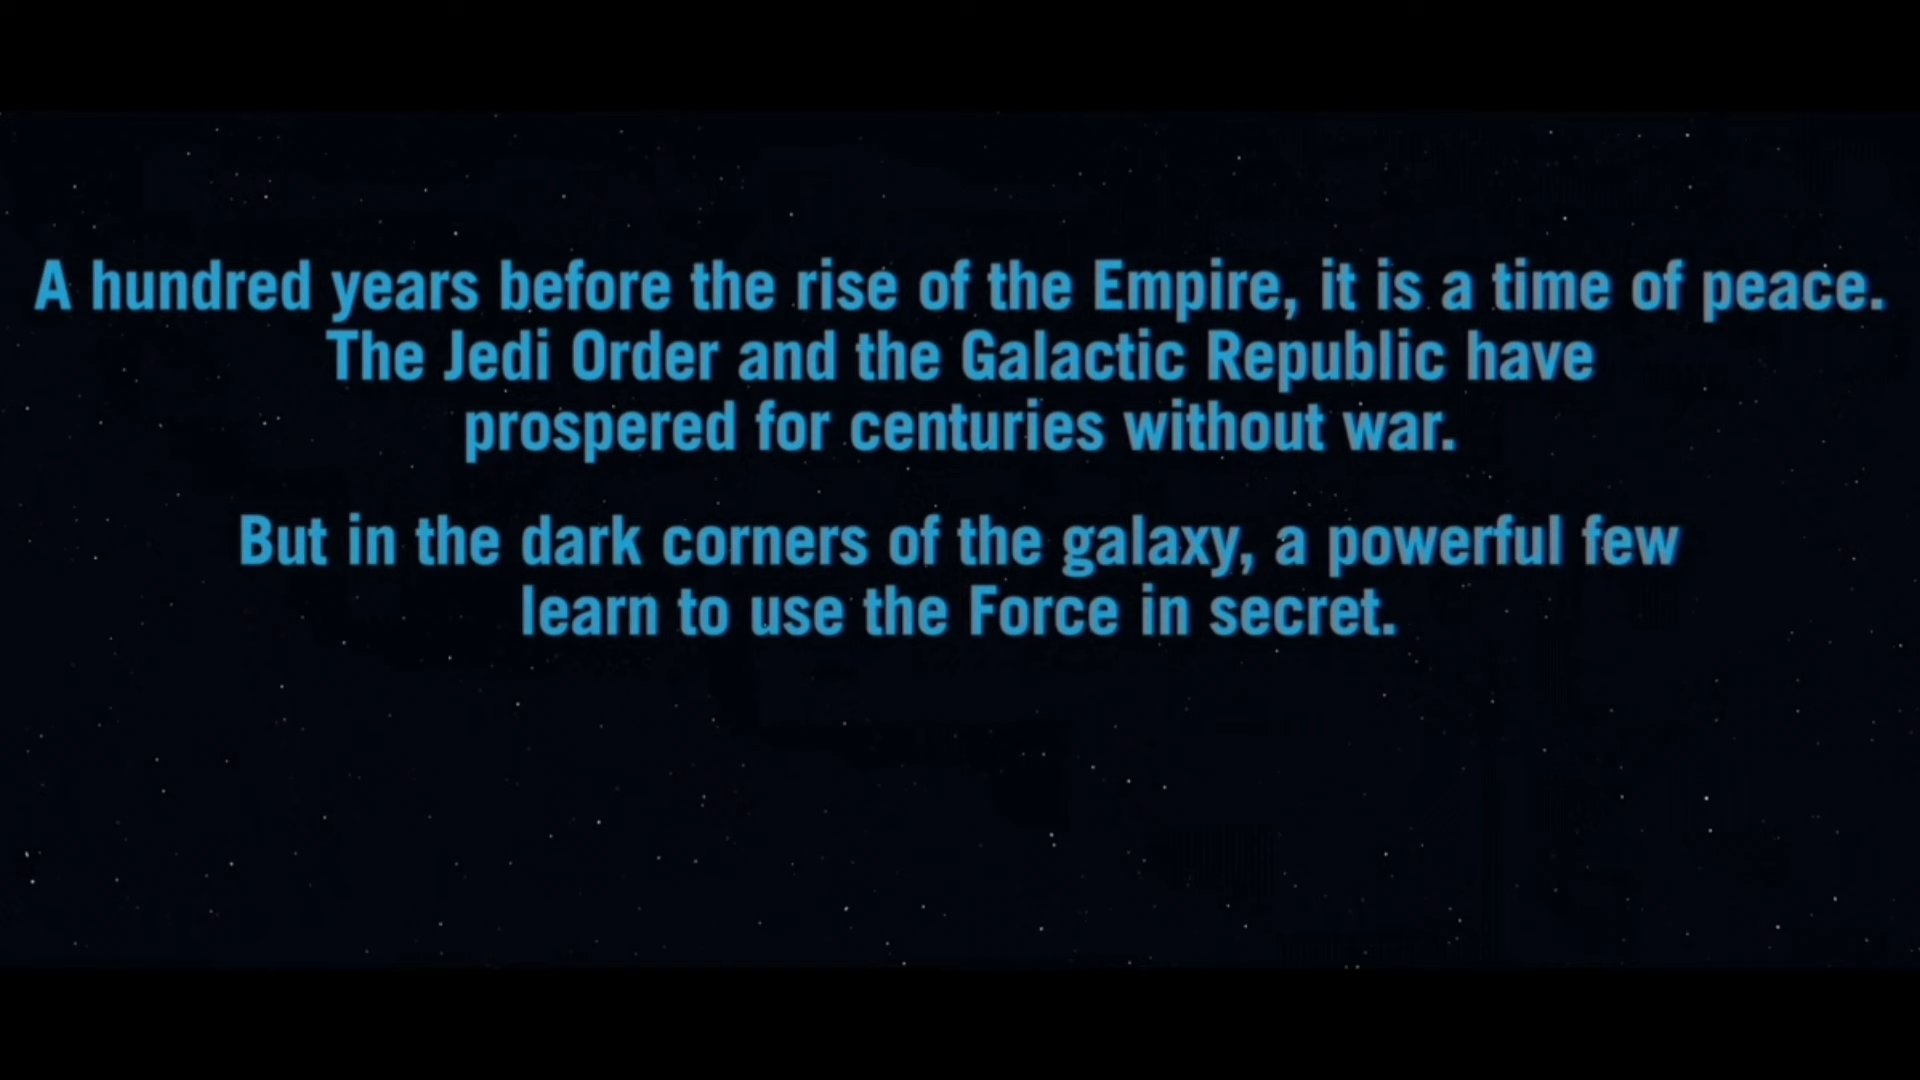 A hundred years before the rise of the Empire, it is a time of peace.
The Jedi Order and the Galactic Republic have
prospered for centuries without war.
But in the dark corners of the galaxy, a powerful few
learn to use the Force in secret.